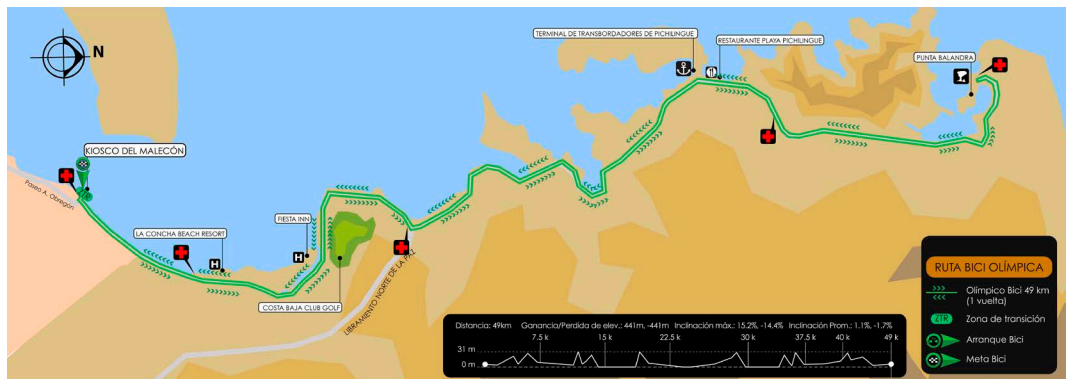 N
TERMINAL DE TRANSBORDADORES DE PICHILINGUE
RESTAURANTE PLAYA PICHILINGUE
PUNTA BALANDRA
KIOSCO DEL MALECÓN
ZTR
Paseo A. Obregón
LA CONCHA BEACH RESORT
H
FIESTA INN
H
COSTA BAJA CLUB GOLF
LIBRAMIENTO NORTE DE LA PAZ
RUTA BICI OLÍMPICA
Olímpico Bici 49 km
(1 vuelta)
ZTR Zona de transición
Arranque Bici
Meta Bici
Distancia: 49km Ganancia/Perdida de elev.: 441m, -441m Inclinación máx.: 15.2%, -14.4% Inclinación Prom.: 1.1%, -1.7%
7.5 k 15 k 22.5 k 30 k 37.5 k 40 k 49 k
31 m
0 m